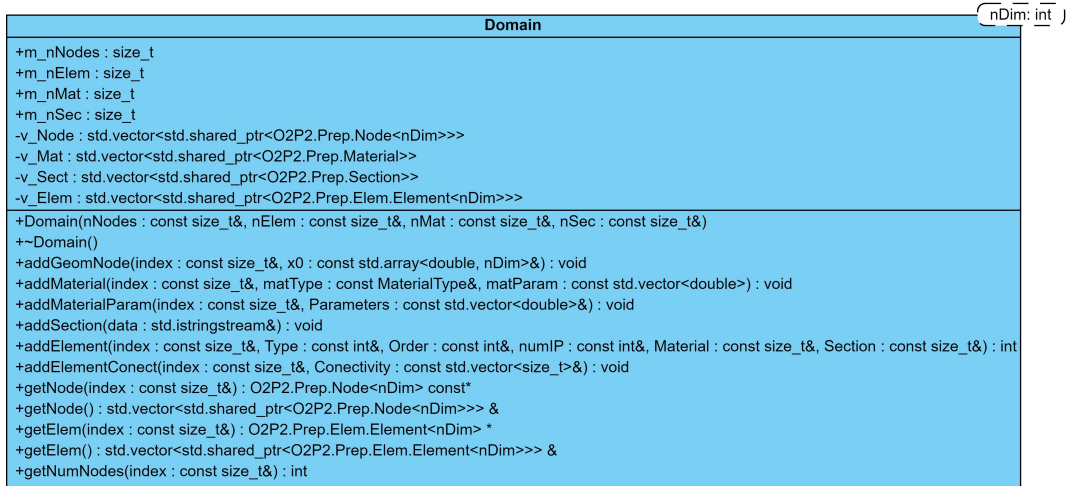 nDim: int
Domain
+m_nNodes : size_t
+m_nElem : size_t
+m_nMat : size_t
+m_nSec : size_t
-v_Node : std.vector<std.shared_ptr<O2P2.Prep.Node<nDim>>>
-v_Mat : std.vector<std.shared_ptr<O2P2.Prep.Material>>
-v_Sect : std.vector<std.shared_ptr<O2P2.Prep.Section>>
-v_Elem : std.vector<std.shared_ptr<O2P2.Prep.Elem.Element<nDim>>>
+Domain(nNodes : const size_t&, nElem : const size_t&, nMat : const size_t&, nSec : const size_t&)
+~Domain()
+addGeomNode(index : const size_t&, x0 : const std.array<double, nDim>&) : void
+addMaterial(index : const size_t&, matType : const MaterialType&, matParam : const std.vector<double>) : void
+addMaterialParam(index : const size_t&, Parameters : const std.vector<double>&) : void
+addSection(data : std.istringstream&) : void
+addElement(index : const size_t&, Type : const int&, Order : const int&, numIP : const int&, Material : const size_t&, Section : const size_t&) : int
+addElementConect(index : const size_t&, Conectivity : const std.vector<size_t>&) : void
+getNode(index : const size_t&) : O2P2.Prep.Node<nDim> const*
+getNode() : std.vector<std.shared_ptr<O2P2.Prep.Node<nDim>>> &
+getElem(index : const size_t&) : O2P2.Prep.Elem.Element<nDim> *
+getElem() : std.vector<std.shared_ptr<O2P2.Prep.Elem.Element<nDim>>> &
+getNumNodes(index : const size_t&) : int